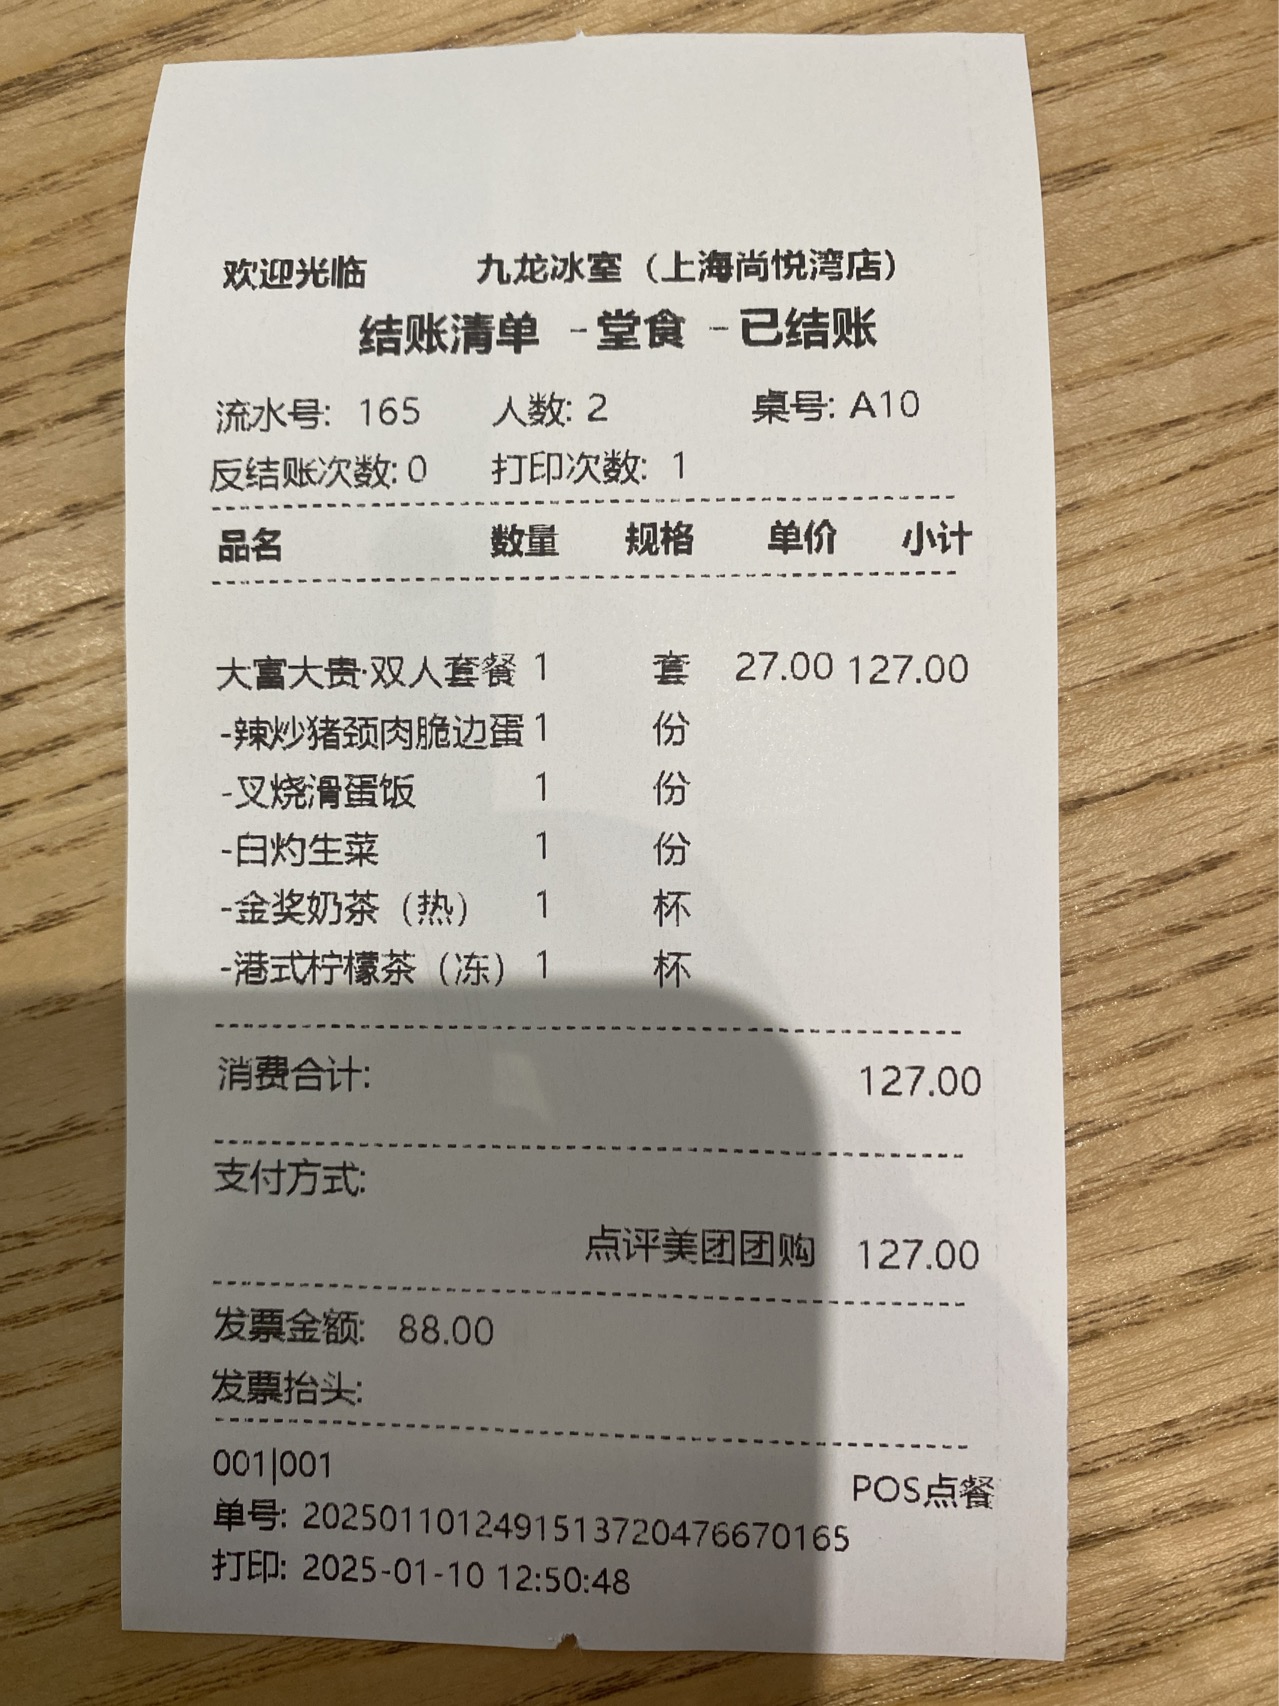 欢迎光临 九龙冰室（上海尚悦湾店）
结账清单 -堂食 -已结账
流水号: 165 人数: 2 桌号: A10
反结账次数: 0 打印次数: 1
品名 数量 规格 单价 小计
大富大贵·双人套餐 1 套 27.00 127.00
-辣炒猪颈肉脆边蛋 1 份
-叉烧滑蛋饭 1 份
-白灼生菜 1 份
-金奖奶茶（热） 1 杯
-港式柠檬茶（冻） 1 杯
消费合计: 127.00
支付方式:
点评美团团购 127.00
发票金额: 88.00
发票抬头:
001|001
POS点餐
单号: 20250110124915137204766​70165
打印: 2025-01-10 12:50:48